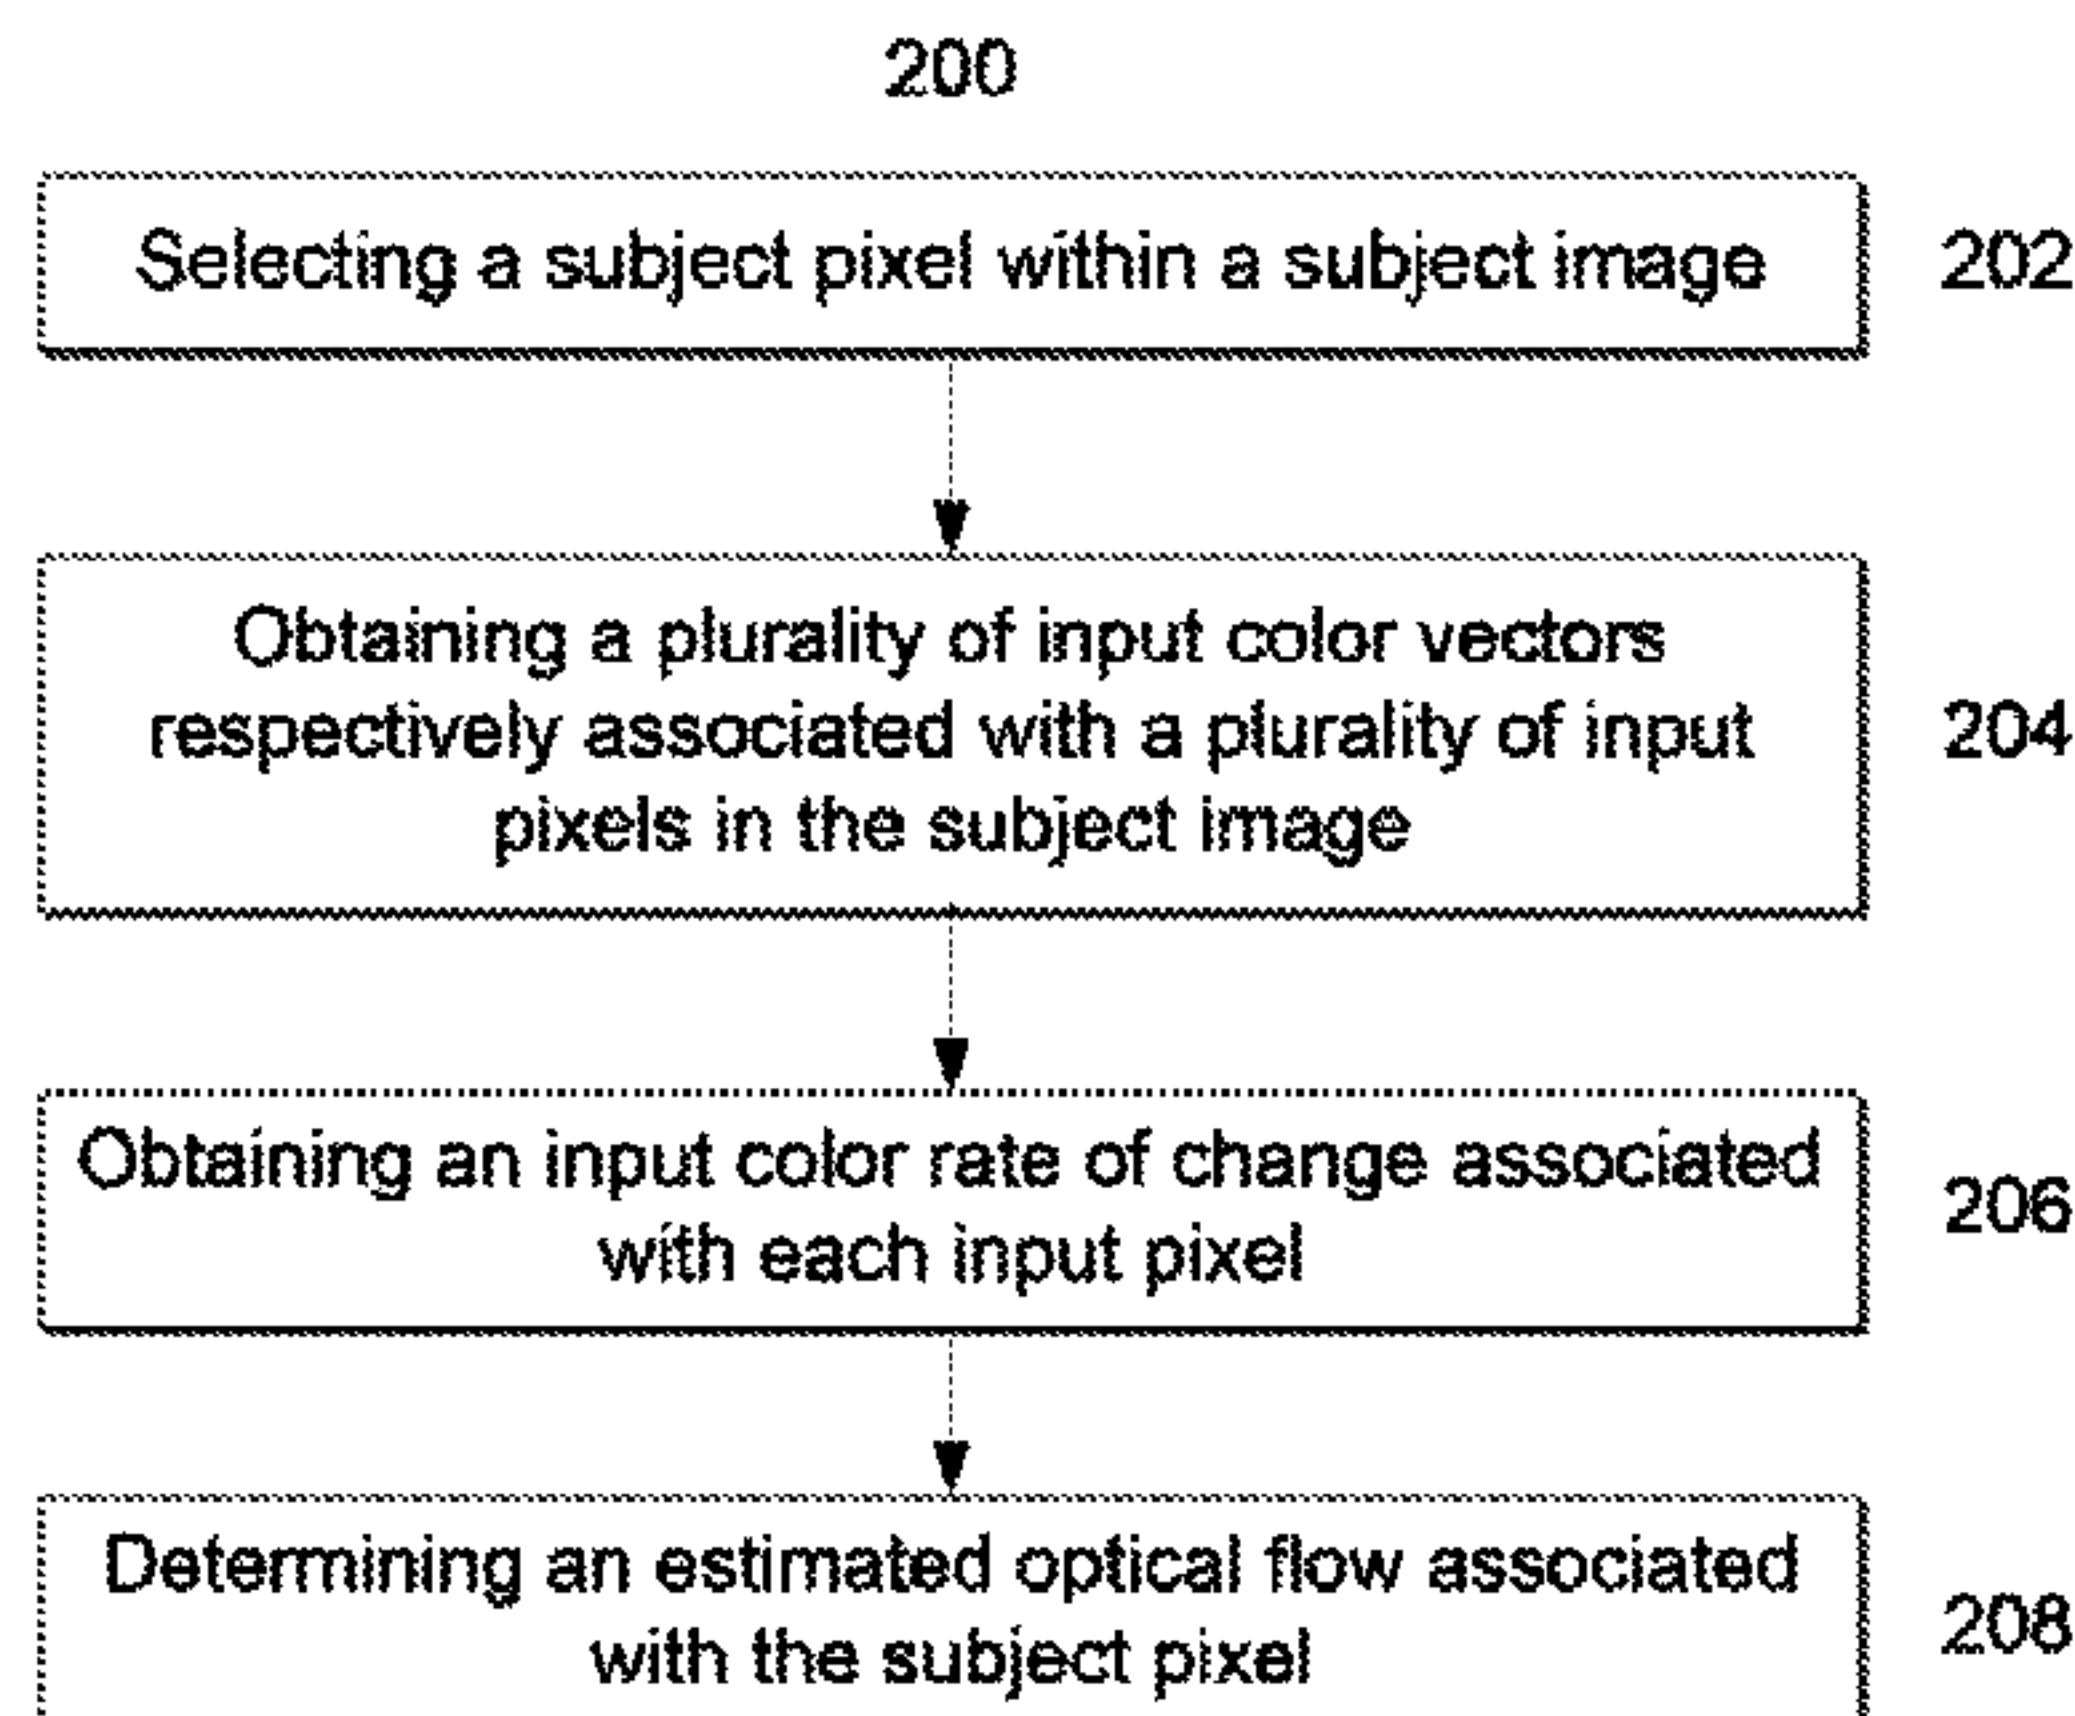 200
Selecting a subject pixel within a subject image
202
Obtaining a plurality of input color vectors
respectively associated with a plurality of input
pixels in the subject image
204
Obtaining an input color rate of change associated
with each input pixel
206
Determining an estimated optical flow associated
with the subject pixel
208